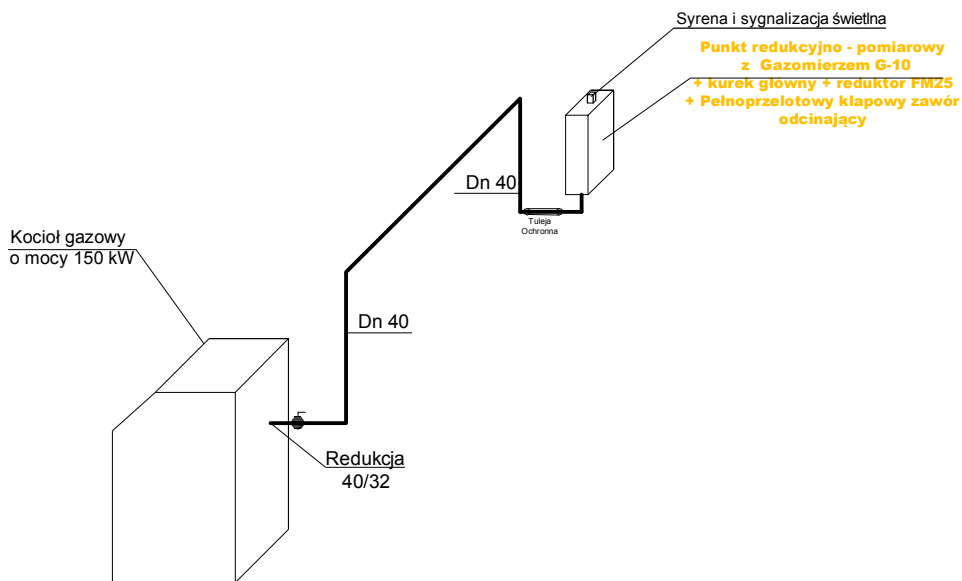 Syrena i sygnalizacja świetlna
Punkt redukcyjno - pomiarowy
z Gazomierzem G-10
+ kurek główny + reduktor FM25
+ Pełnoprzelotowy klapowy zawór
odcinający
Dn 40
Tuleja
Ochronna
Kocioł gazowy
o mocy 150 kW
Dn 40
Redukcja
40/32